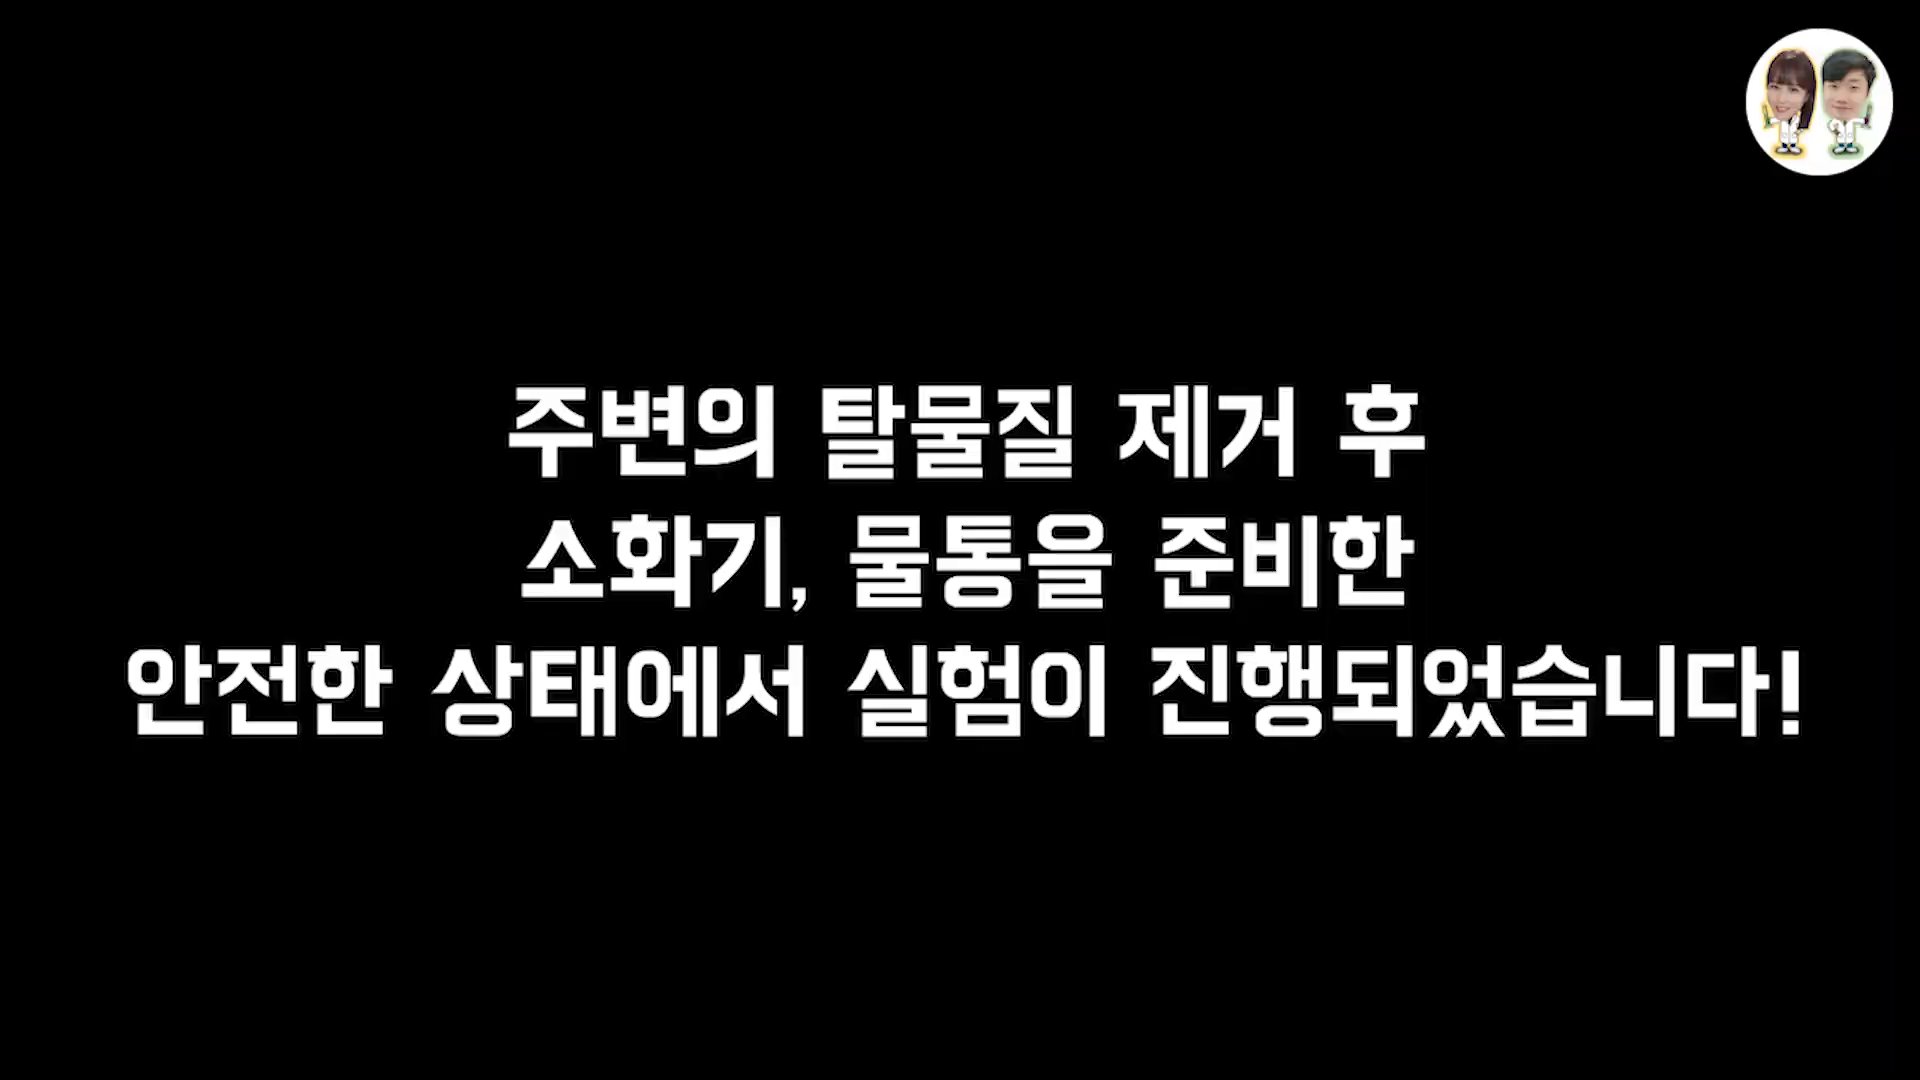 주변의 탈물질 제거 후
소화기, 물통을 준비한
안전한 상태에서 실험이 진행되었습니다!